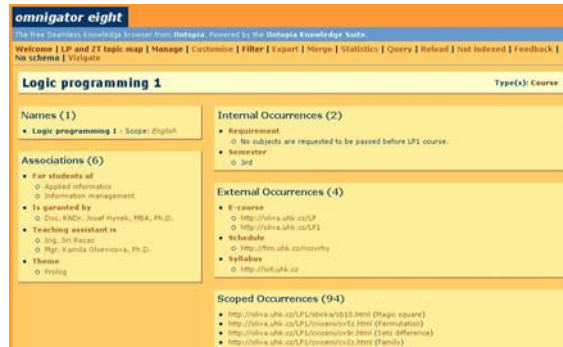 omnigator eight
The free Seamless Knowledge browser from Ontopia. Powered by the Ontopia Knowledge Suite.
Welcome | LP and ZT topic map | Manage | Customise | Filter | Export | Merge | Statistics | Query | Reload | Not indexed | Feedback |
No schema | Vizigate
Logic programming 1
Type(s): Course
Names (1)
• Logic programming 1 - Scope: English
Associations (6)
• For students of
o Applied informatics
o Information management
• Is garanted by
o Doc. RNDr. Josef Hynek, MBA, Ph.D.
• Teaching assistant is
o Ing. Jiri Rezac
o Mgr. Kamila Olsevicova, Ph.D.
• Theme
o Prolog
Internal Occurrences (2)
• Requirement
o No subjects are requested to be passed before LP1 course.
• Semester
o 3rd
External Occurrences (4)
• E-course
o http://oliva.uhk.cz/LP
o http://oliva.uhk.cz/LP1
• Schedule
o http://fim.uhk.cz/rozvrhy
• Syllabus
o http://isit.uhk.cz
Scoped Occurrences (94)
• http://oliva.uhk.cz/LP1/sbirka/sb10.html (Magic square)
• http://oliva.uhk.cz/LP1/cviceni/cv5z.html (Permutation)
• http://oliva.uhk.cz/LP1/cviceni/cv9r.html (Sets difference)
• http://oliva.uhk.cz/LP1/cviceni/cv2z.html (Family)